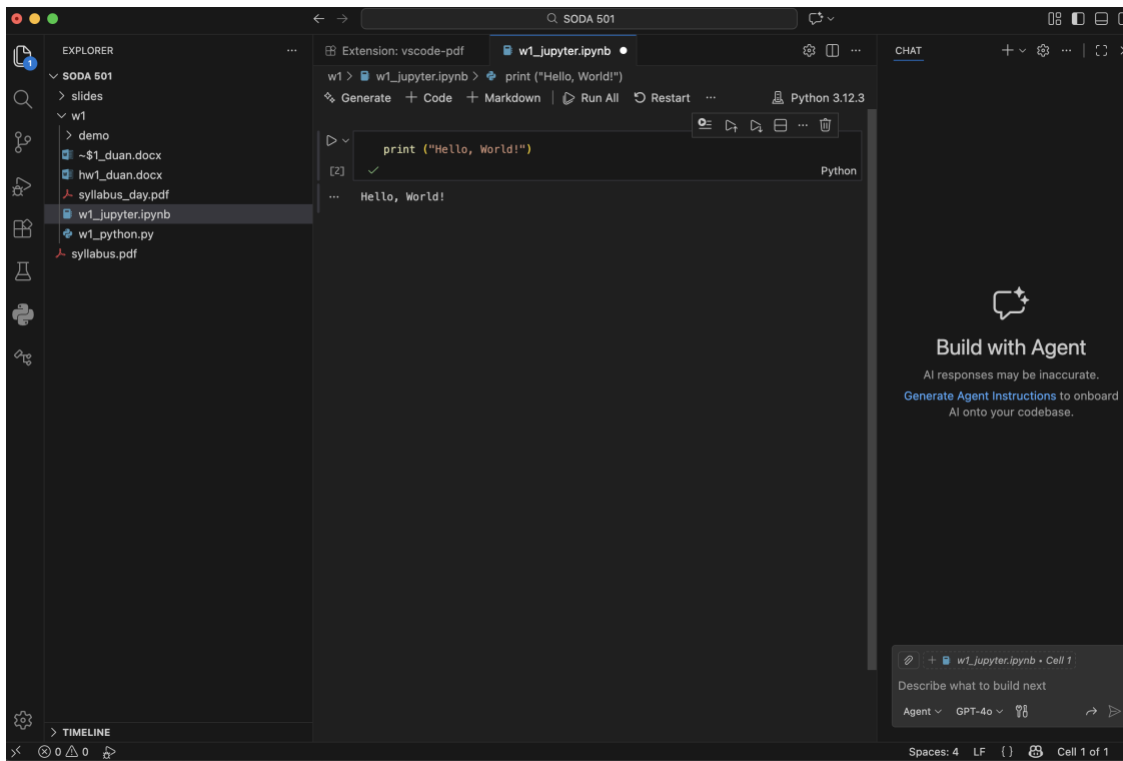 SODA 501
EXPLORER
SODA 501
slides
w1
demo
~$1_duan.docx
hw1_duan.docx
syllabus_day.pdf
w1_jupyter.ipynb
w1_python.py
syllabus.pdf
TIMELINE
1
Extension: vscode-pdf
w1_jupyter.ipynb
w1 > w1_jupyter.ipynb > print ("Hello, World!")
Generate + Code + Markdown | Run All Restart ... Python 3.12.3
print ("Hello, World!")
[2] Python
Hello, World!
CHAT
Build with Agent
AI responses may be inaccurate.
Generate Agent Instructions to onboard
AI onto your codebase.
w1_jupyter.ipynb • Cell 1
Describe what to build next
Agent GPT-4o
0 0 Spaces: 4 LF { } Cell 1 of 1